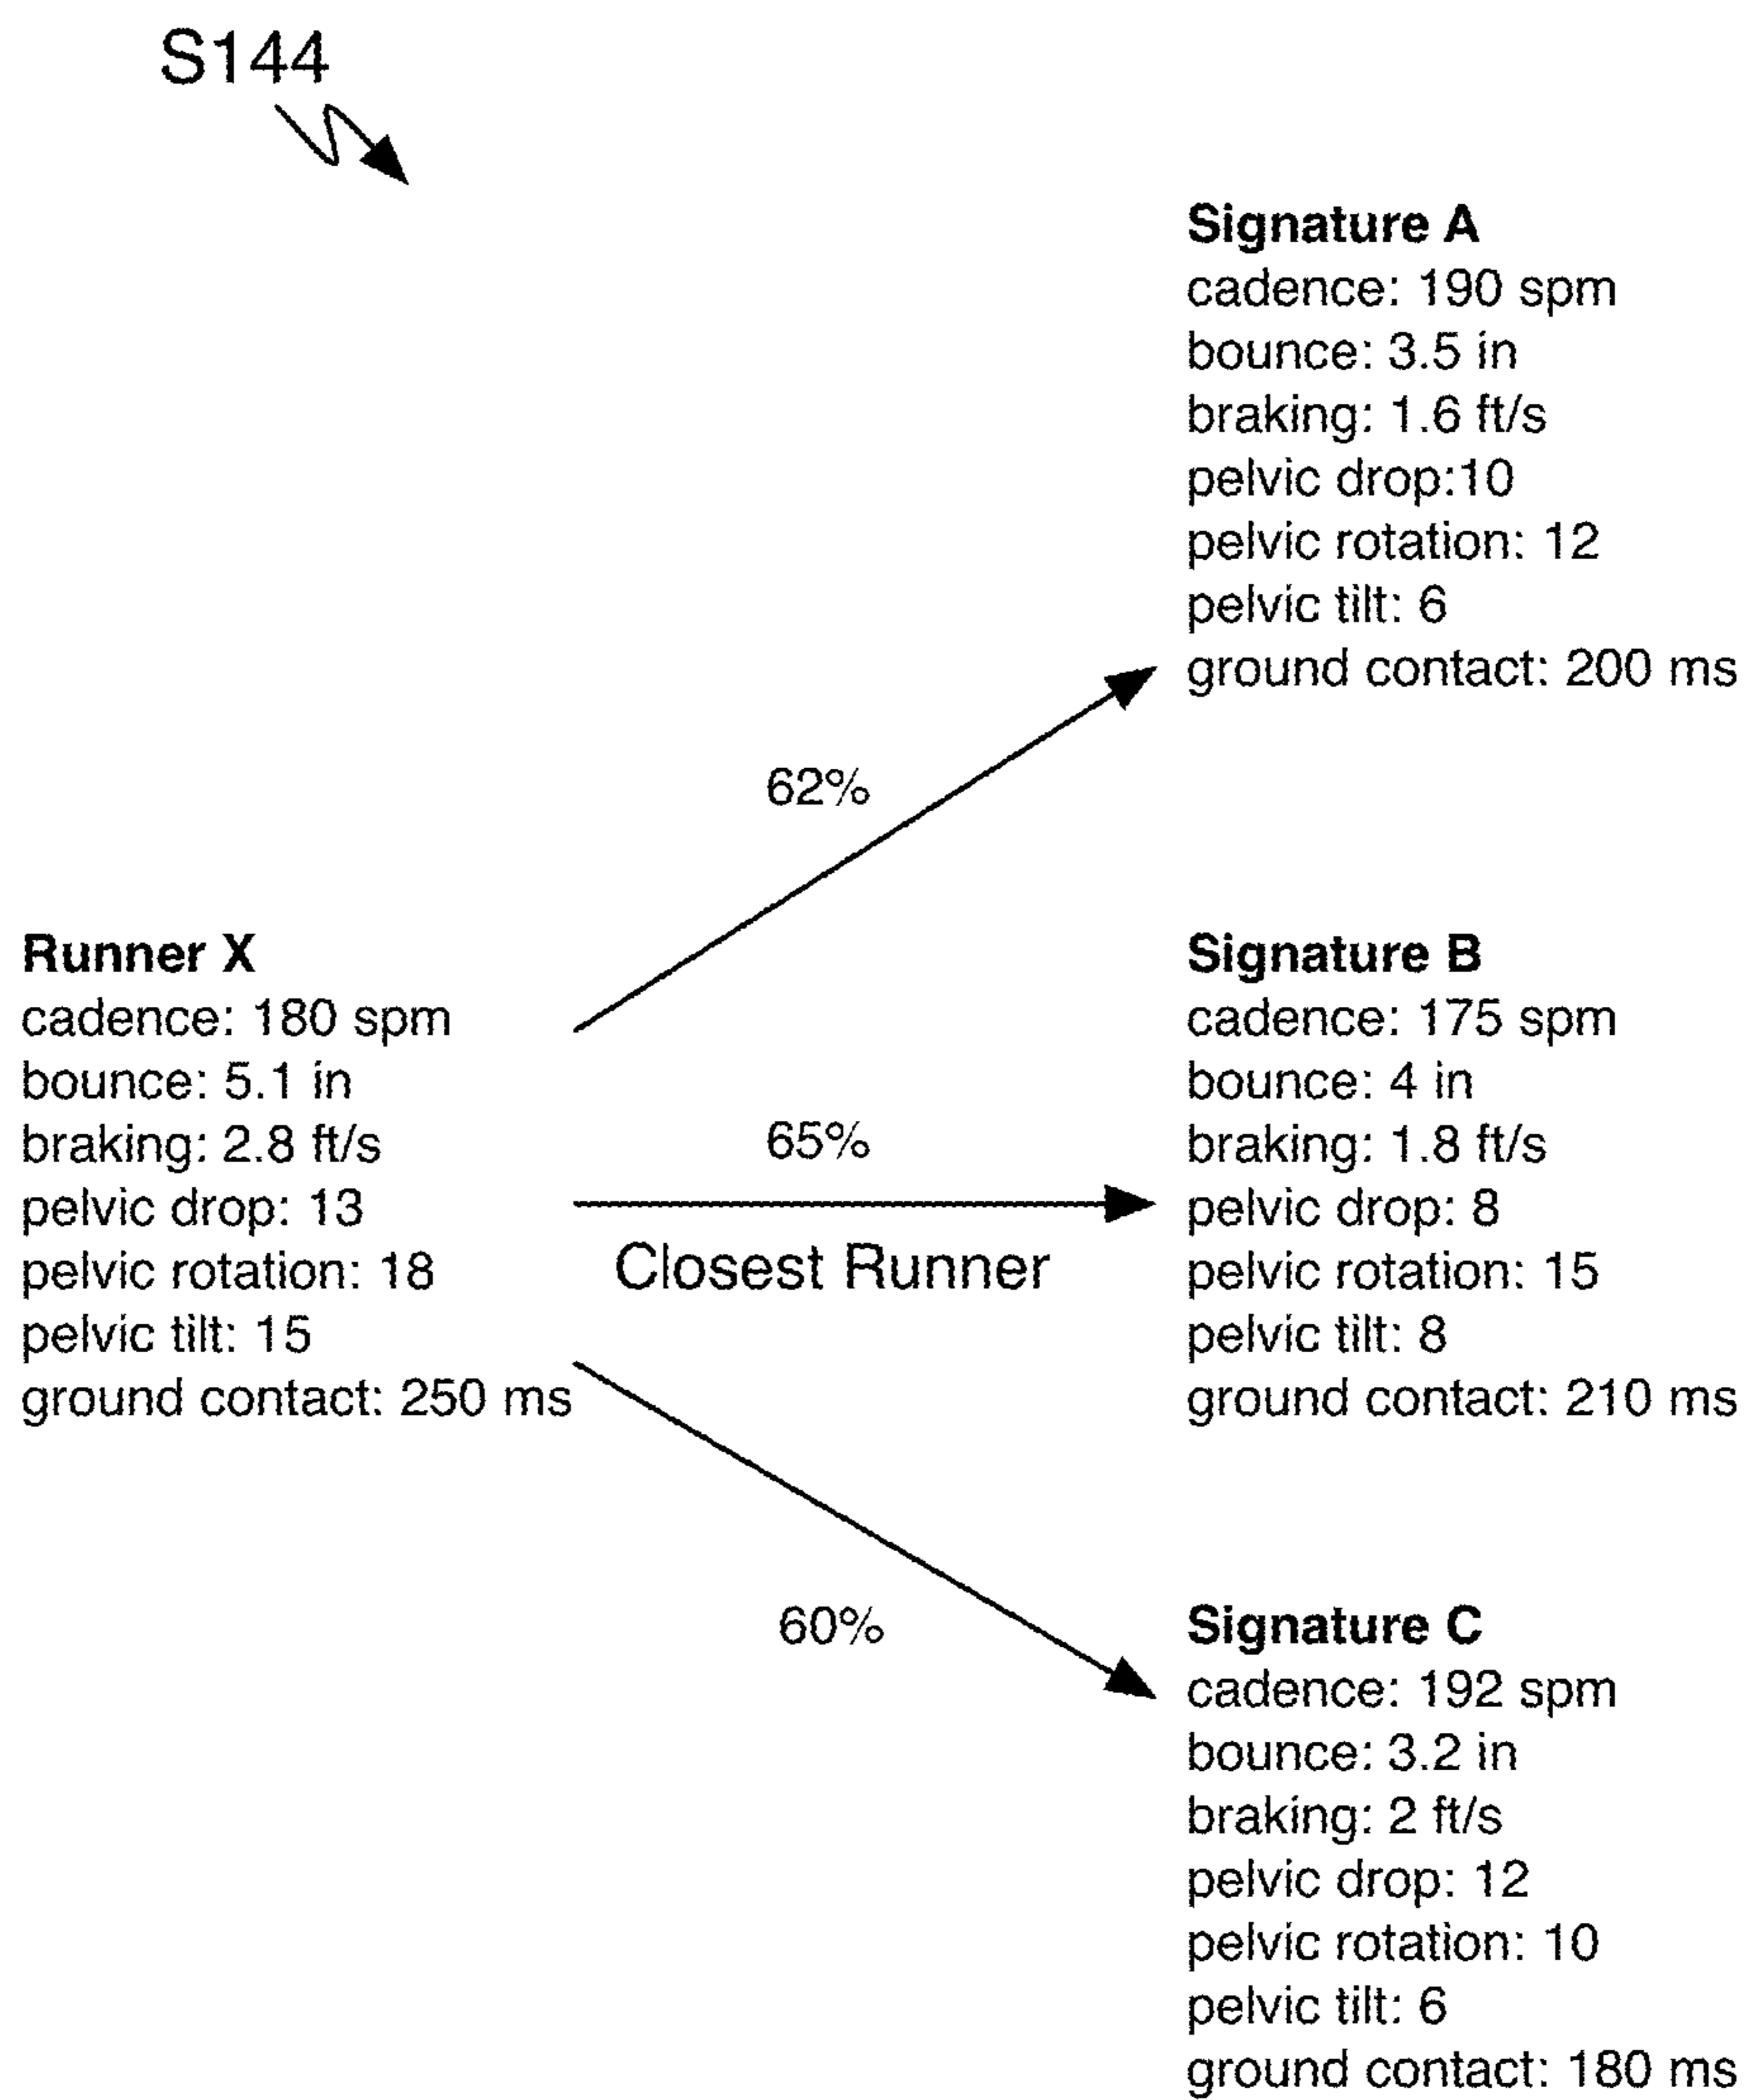 S144
Signature A
cadence: 190 spm
bounce: 3.5 in
braking: 1.6 ft/s
pelvic drop:10
pelvic rotation: 12
pelvic tilt: 6
ground contact: 200 ms
62%
Runner X
cadence: 180 spm
bounce: 5.1 in
braking: 2.8 ft/s
pelvic drop: 13
pelvic rotation: 18
pelvic tilt: 15
ground contact: 250 ms
65%
Closest Runner
Signature B
cadence: 175 spm
bounce: 4 in
braking: 1.8 ft/s
pelvic drop: 8
pelvic rotation: 15
pelvic tilt: 8
ground contact: 210 ms
60%
Signature C
cadence: 192 spm
bounce: 3.2 in
braking: 2 ft/s
pelvic drop: 12
pelvic rotation: 10
pelvic tilt: 6
ground contact: 180 ms